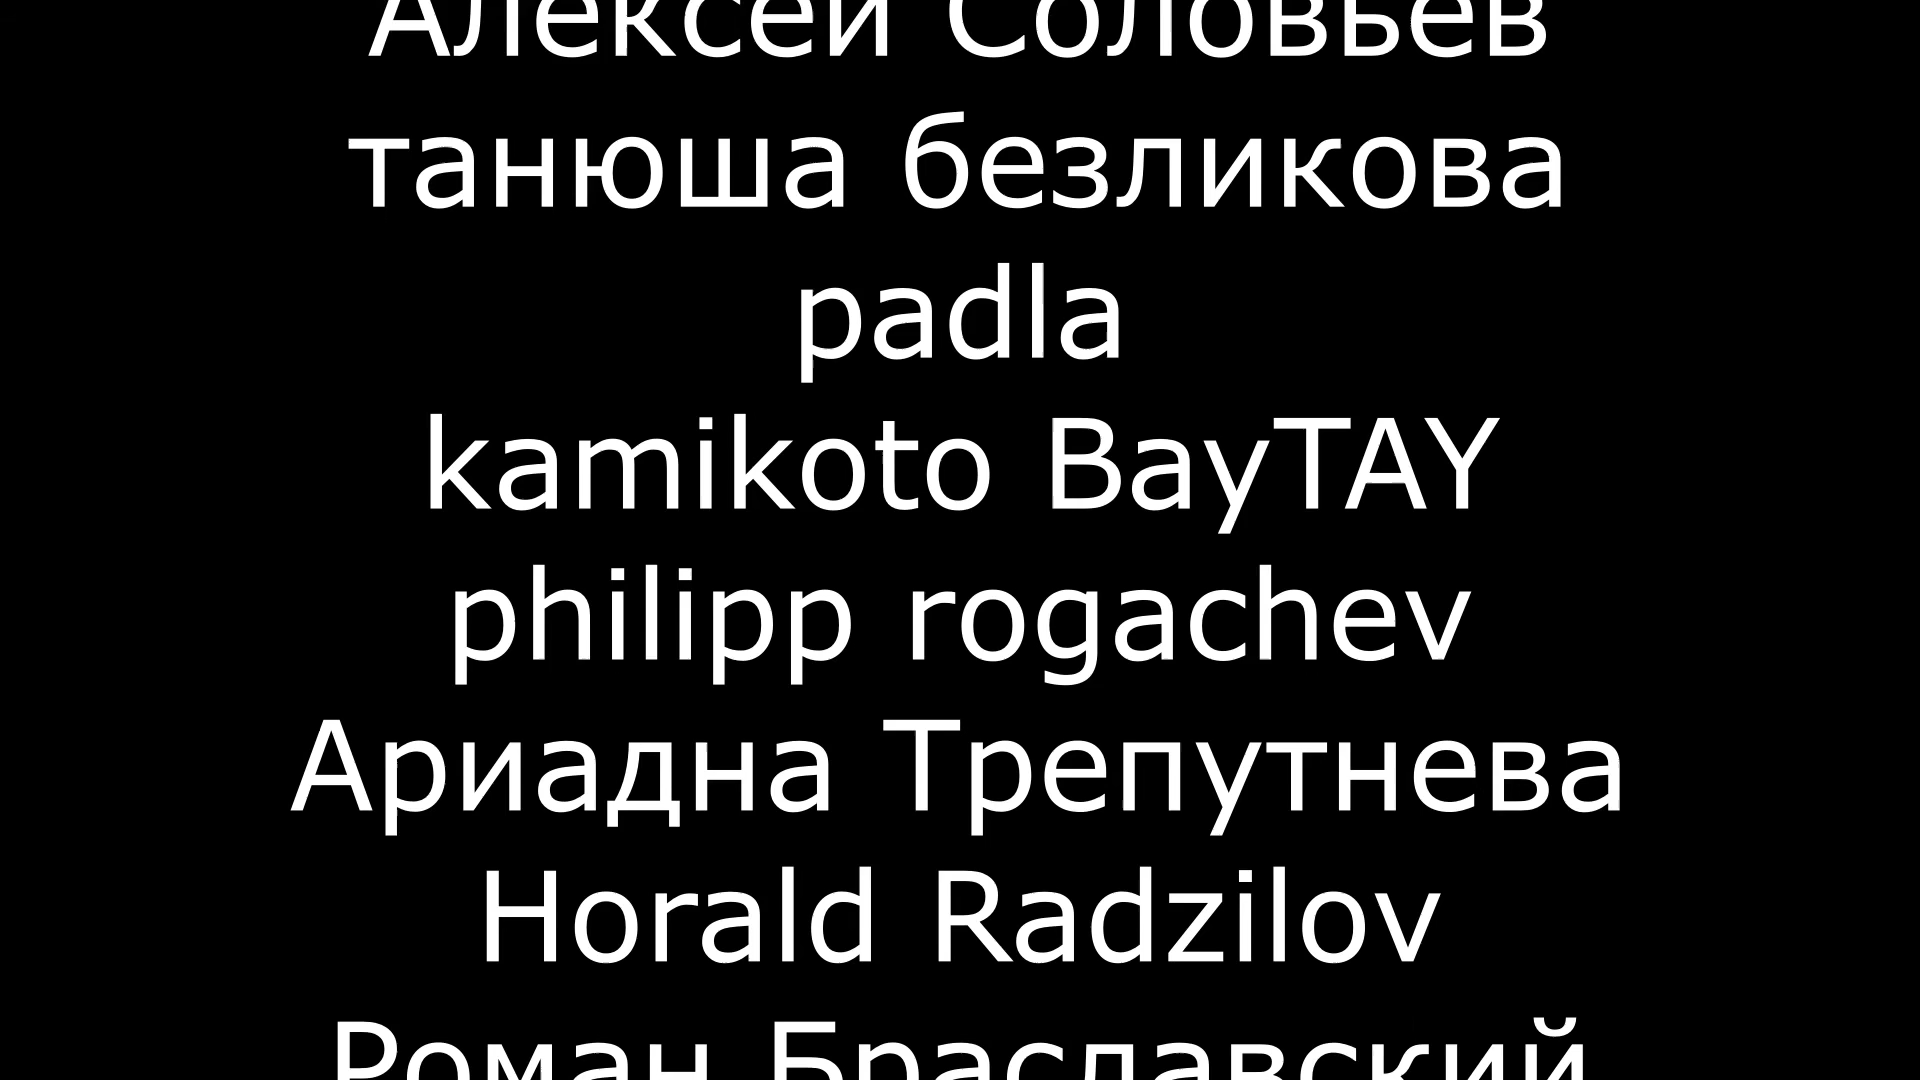 Алексей Соловьев
танюша безликова
padla
kamikoto BayTAY
philipp rogachev
Ариадна Трепутнева
Horald Radzilov
Роман Браславский